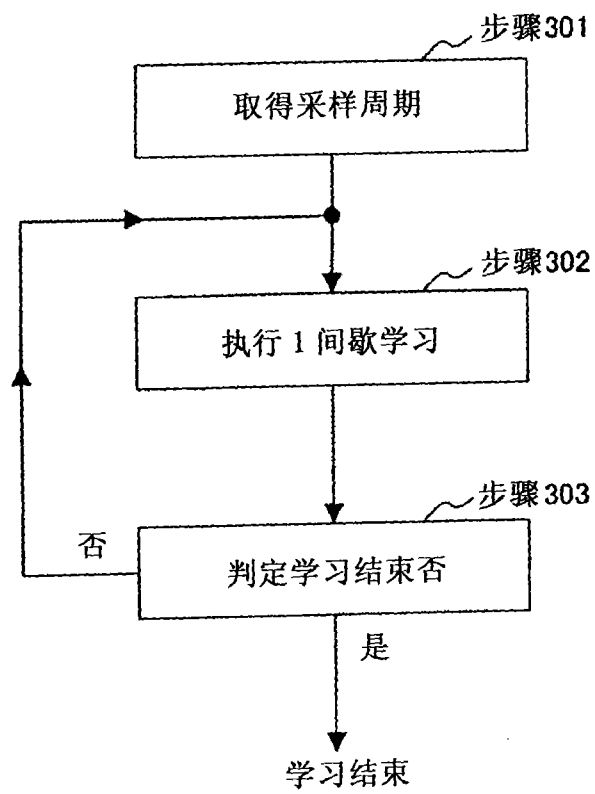 步骤301
取得采样周期
步骤302
执行 1 间歇学习
步骤303
判定学习结束否
否
是
学习结束